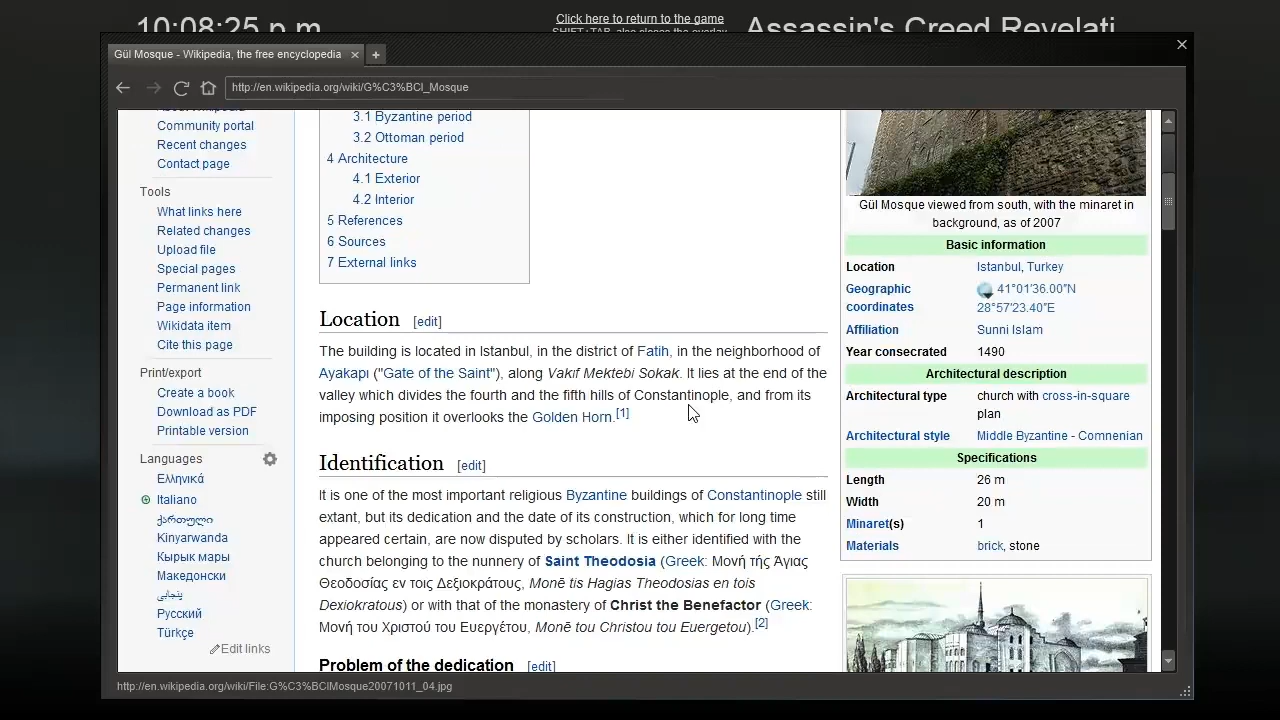 10:08:25 p.m
Click here to return to the game
Assassin's Creed Revelati
SHIFT+TAB also closes the overlay
Gül Mosque - Wikipedia, the free encyclopedia
http://en.wikipedia.org/wiki/G%C3%BCl_Mosque
About Wikipedia
Community portal
Recent changes
Contact page
Tools
What links here
Related changes
Upload file
Special pages
Permanent link
Page information
Wikidata item
Cite this page
Print/export
Create a book
Download as PDF
Printable version
Languages
Ελληνικά
Italiano
ქართული
Kinyarwanda
Кырык мары
Македонски
پنجابی
Русский
Türkçe
Edit links
3.1 Byzantine period
3.2 Ottoman period
4 Architecture
4.1 Exterior
4.2 Interior
5 References
6 Sources
7 External links
Location [edit]
The building is located in Istanbul, in the district of Fatih, in the neighborhood of
Ayakapı ("Gate of the Saint"), along Vakıf Mektebi Sokak. It lies at the end of the
valley which divides the fourth and the fifth hills of Constantinople, and from its
imposing position it overlooks the Golden Horn.[1]
Identification [edit]
It is one of the most important religious Byzantine buildings of Constantinople still
extant, but its dedication and the date of its construction, which for long time
appeared certain, are now disputed by scholars. It is either identified with the
church belonging to the nunnery of Saint Theodosia (Greek: Μονή τής Άγιας
Θεοδοσίας εν τοις Δεξιοκράτους, Monē tis Hagias Theodosias en tois
Dexiokratous) or with that of the monastery of Christ the Benefactor (Greek:
Μονή του Χριστού του Ευεργέτου, Monē tou Christou tou Euergetou).[2]
Problem of the dedication [edit]
Gül Mosque viewed from south, with the minaret in
background, as of 2007
Basic information
Location Istanbul, Turkey
Geographic coordinates 41°01′36.00″N
28°57′23.40″E
Affiliation Sunni Islam
Year consecrated 1490
Architectural description
Architectural type church with cross-in-square
plan
Architectural style Middle Byzantine - Comnenian
Specifications
Length 26 m
Width 20 m
Minaret(s) 1
Materials brick, stone
http://en.wikipedia.org/wiki/File:G%C3%BClMosque20071011_04.jpg